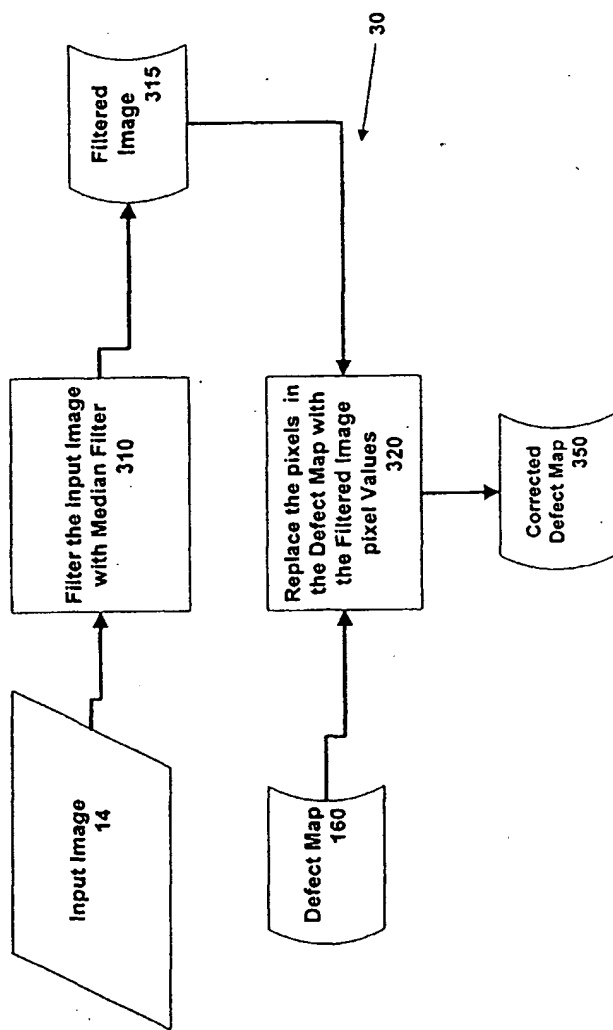 Input Image
14
Filter the Input Image
with Median Filter
310
Filtered
Image
315
Defect Map
160
Replace the pixels in
the Defect Map with
the Filtered Image
pixel Values
320
30
Corrected
Defect Map
350